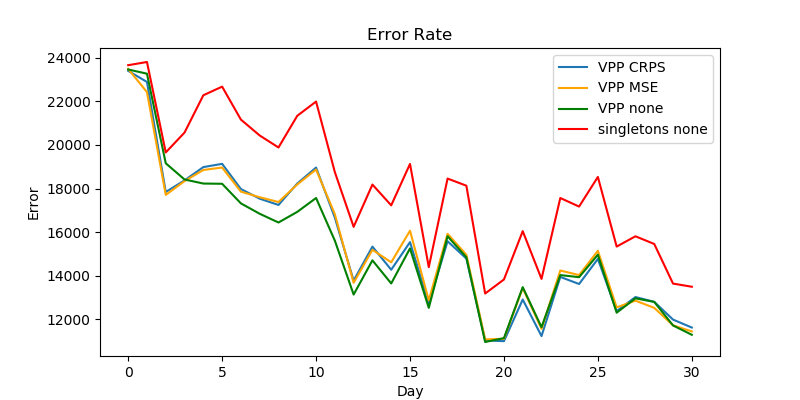 Error Rate
VPP CRPS
VPP MSE
VPP none
singletons none
24000
22000
20000
18000
16000
14000
12000
Error
0 5 10 15 20 25 30
Day